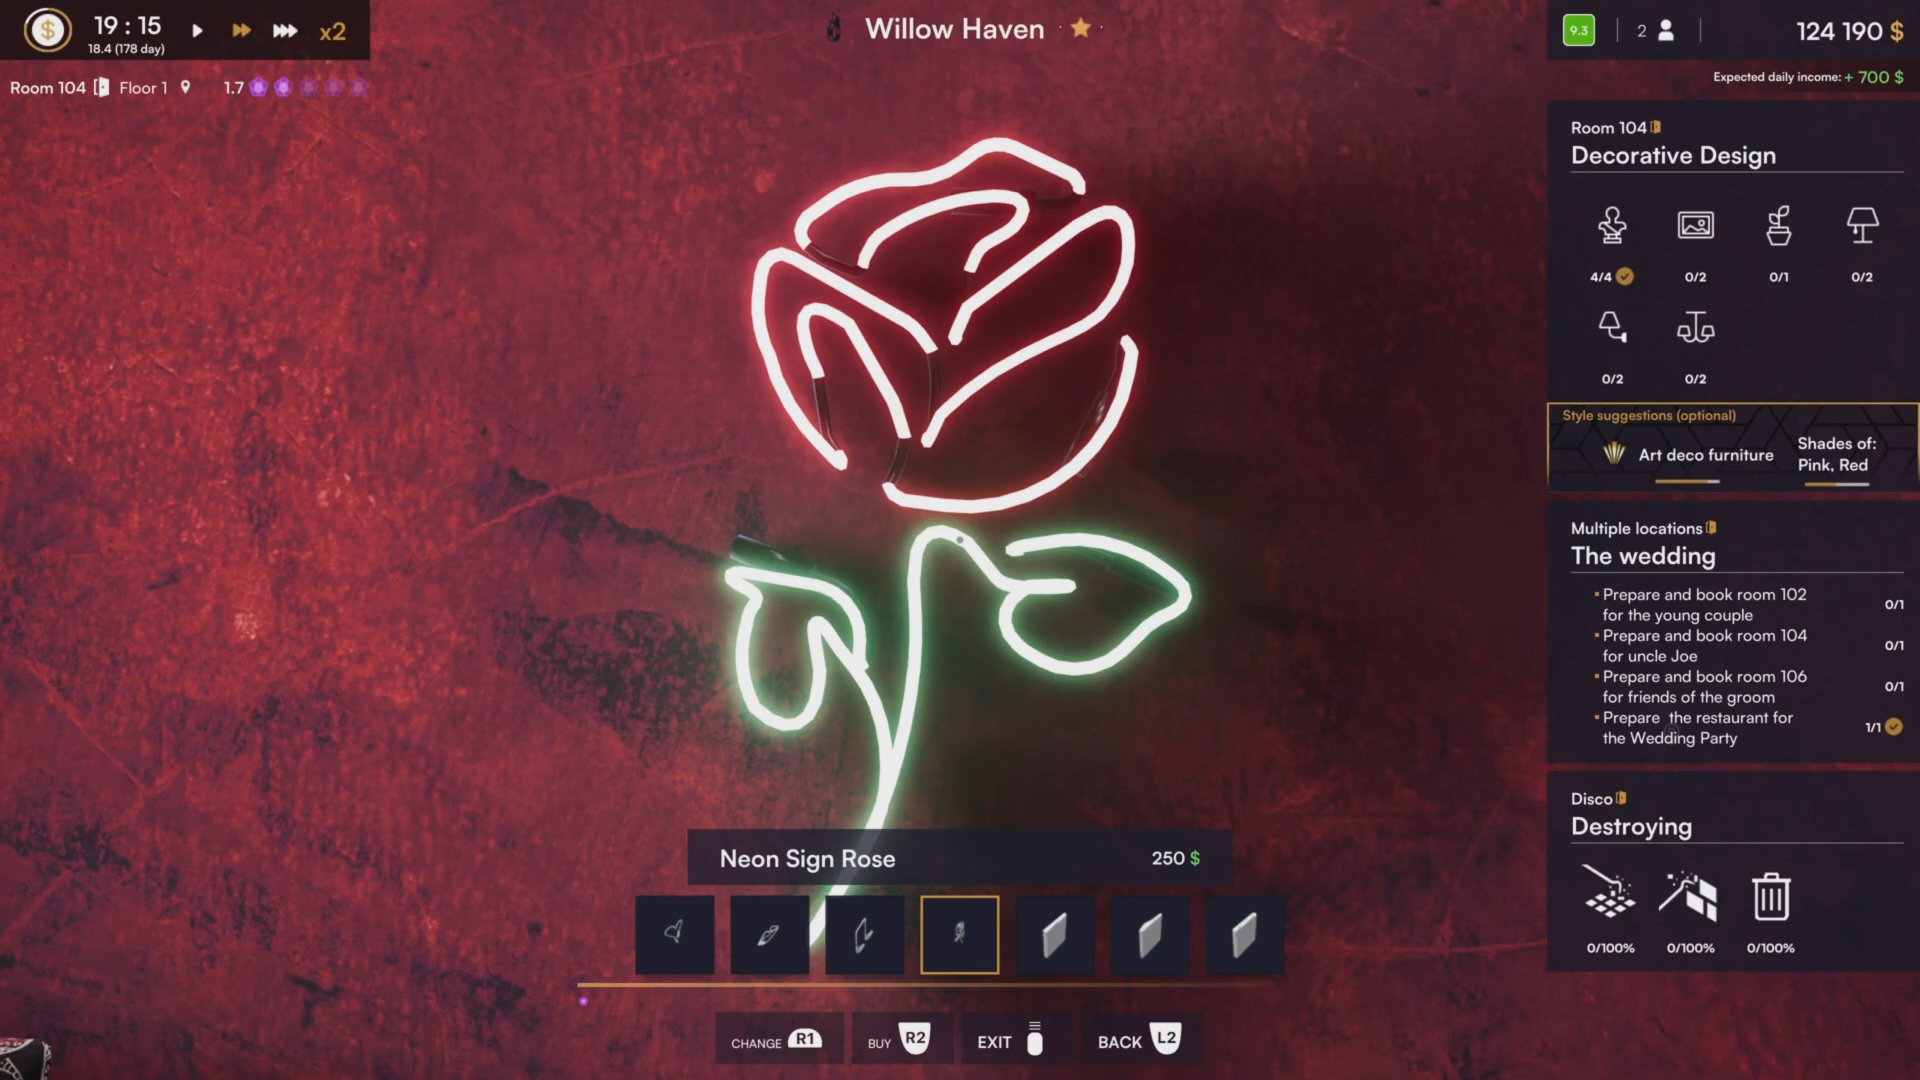 19 : 15
18.4 (178 day)
x2
Willow Haven
9.3
2
124 190 $
Expected daily income: + 700 $
Room 104 Floor 1 1.7
Room 104
Decorative Design
4/4 0/2 0/1 0/2
0/2 0/2
Style suggestions (optional)
Art deco furniture
Shades of:
Pink, Red
Multiple locations
The wedding
Prepare and book room 102
for the young couple
0/1
Prepare and book room 104
for uncle Joe
0/1
Prepare and book room 106
for friends of the groom
0/1
Prepare the restaurant for
the Wedding Party
1/1
Disco
Destroying
0/100% 0/100% 0/100%
Neon Sign Rose 250 $
CHANGE R1 BUY R2 EXIT BACK L2